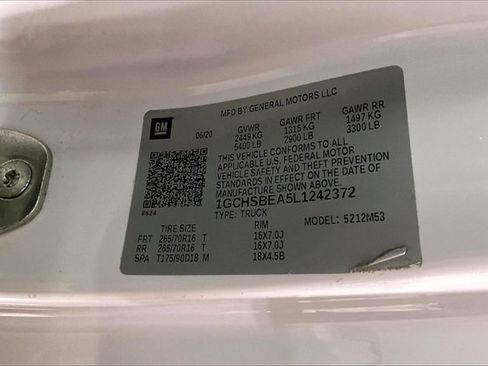 MFD BY GENERAL MOTORS LLC
GM
06/20 GVWR GAWR FRT GAWR RR
2449 KG 1315 KG 1497 KG
5400 LB 2900 LB 3300 LB
THIS VEHICLE CONFORMS TO ALL
APPLICABLE U.S. FEDERAL MOTOR
VEHICLE SAFETY STANDARDS IN
EFFECT ON THE DATE OF
MANUFACTURE SHOWN ABOVE.
1GCHSBEA5L1242372
8624
TYPE: TRUCK MODEL: 5212M53
TIRE SIZE RIM
FRT 265/70R16 T 16X7.0J
RR 265/70R16 T 16X7.0J
SPA T175/90D18 M 18X4.5B